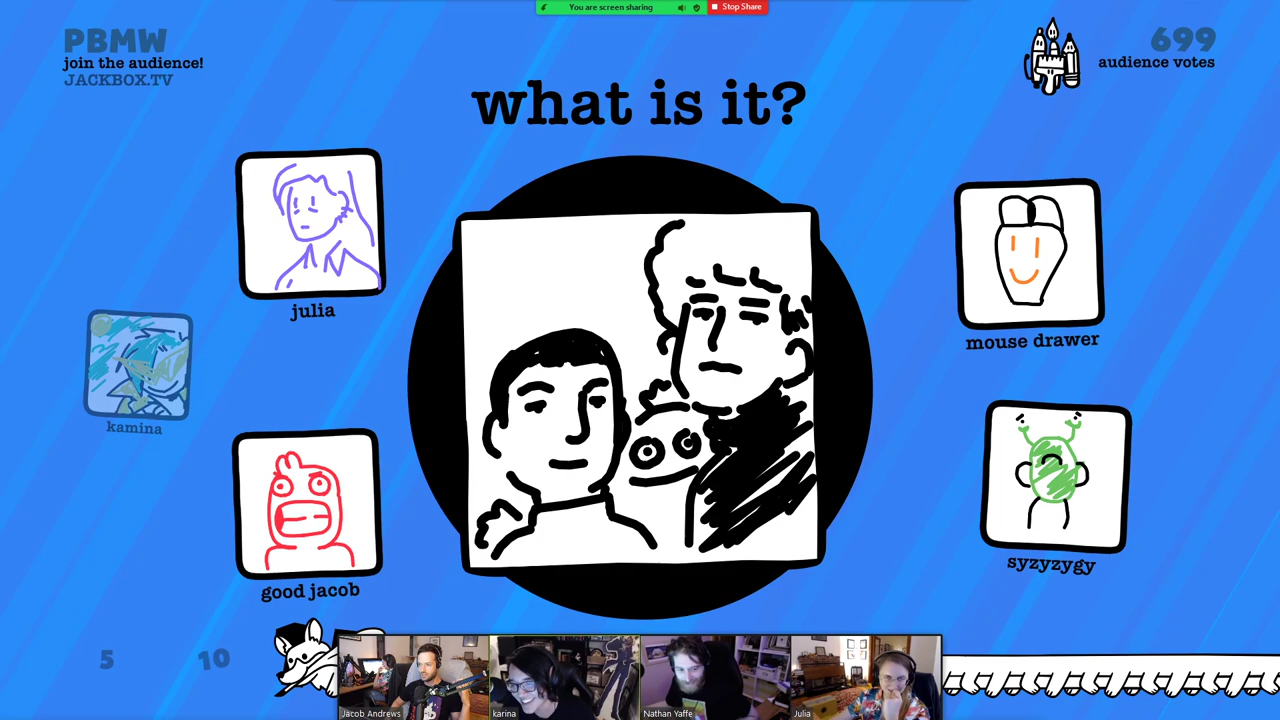 You are screen sharing
Stop Share
PBMW
join the audience!
JACKBOX.TV
699
audience votes
what is it?
julia
mouse drawer
kamina
good jacob
syzyzygy
5
10
Jacob Andrews
karina
Nathan Yaffe
Julia